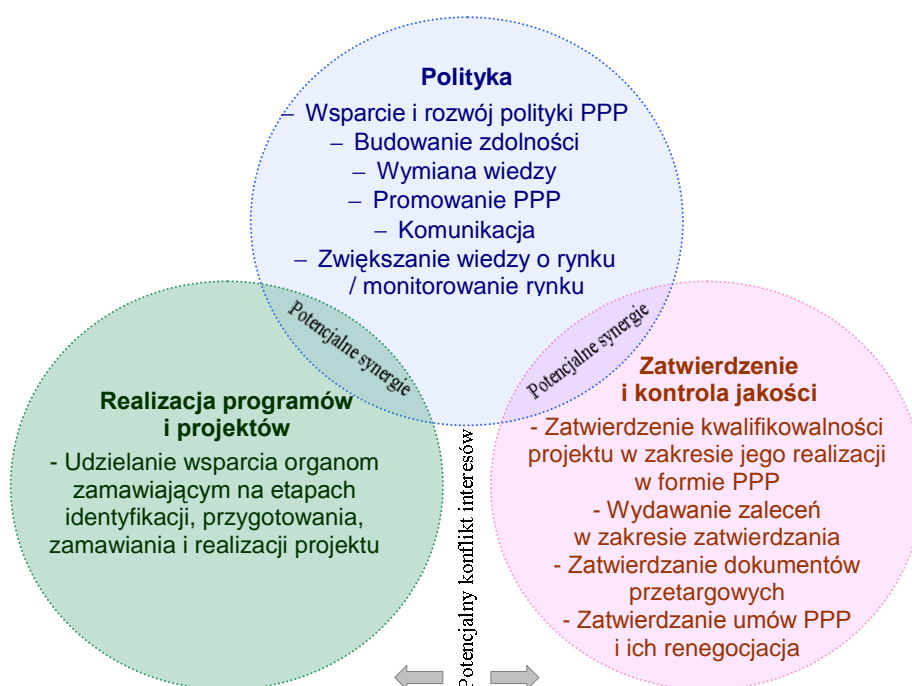 Polityka
– Wsparcie i rozwój polityki PPP
– Budowanie zdolności
– Wymiana wiedzy
– Promowanie PPP
– Komunikacja
– Zwiększanie wiedzy o rynku
/ monitorowanie rynku
Potencjalne synergie
Potencjalne synergie
Realizacja programów
i projektów
- Udzielanie wsparcia organom
zamawiającym na etapach
identyfikacji, przygotowania,
zamawiania i realizacji projektu
Potencjalny konflikt interesów
Zatwierdzenie
i kontrola jakości
- Zatwierdzenie kwalifikowalności
projektu w zakresie jego realizacji
w formie PPP
- Wydawanie zaleceń
w zakresie zatwierdzania
- Zatwierdzanie dokumentów
przetargowych
- Zatwierdzanie umów PPP
i ich renegocjacja